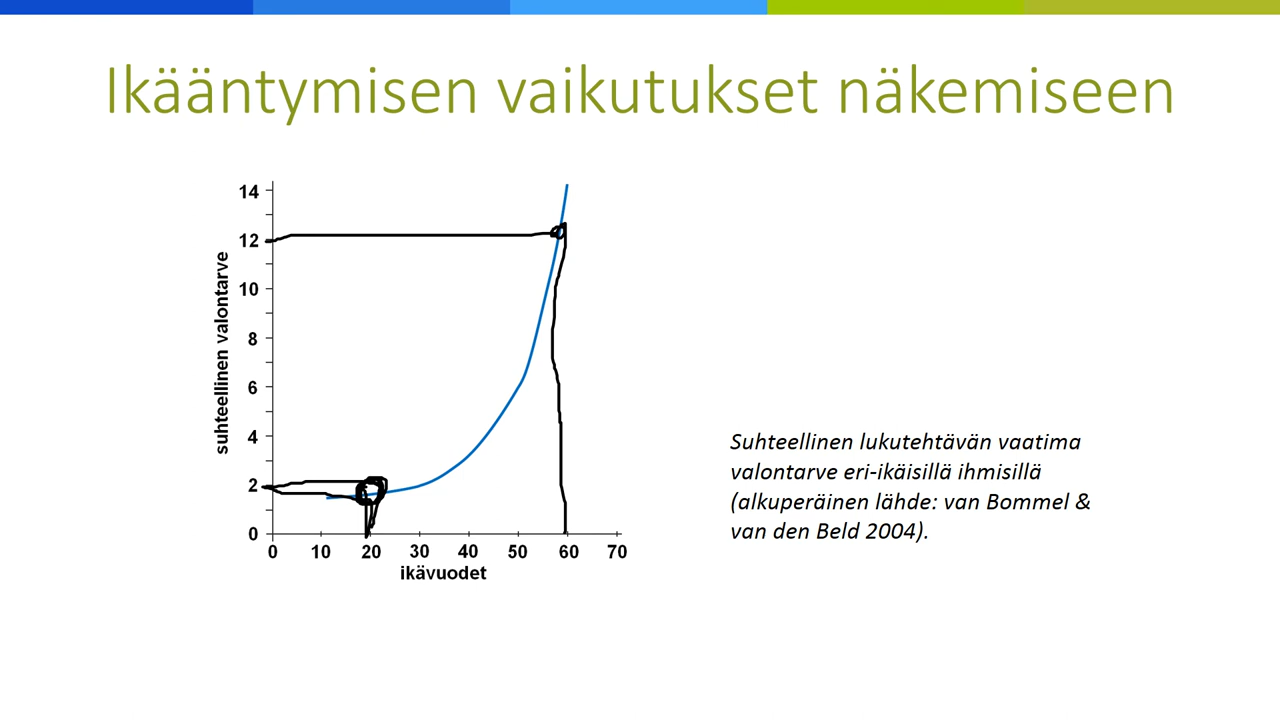 Ikääntymisen vaikutukset näkemiseen
14
12
10
8
6
4
2
0
suhteellinen valontarve
0 10 20 30 40 50 60 70
ikävuodet
Suhteellinen lukutehtävän vaatima
valontarve eri-ikäisillä ihmisillä
(alkuperäinen lähde: van Bommel &
van den Beld 2004).